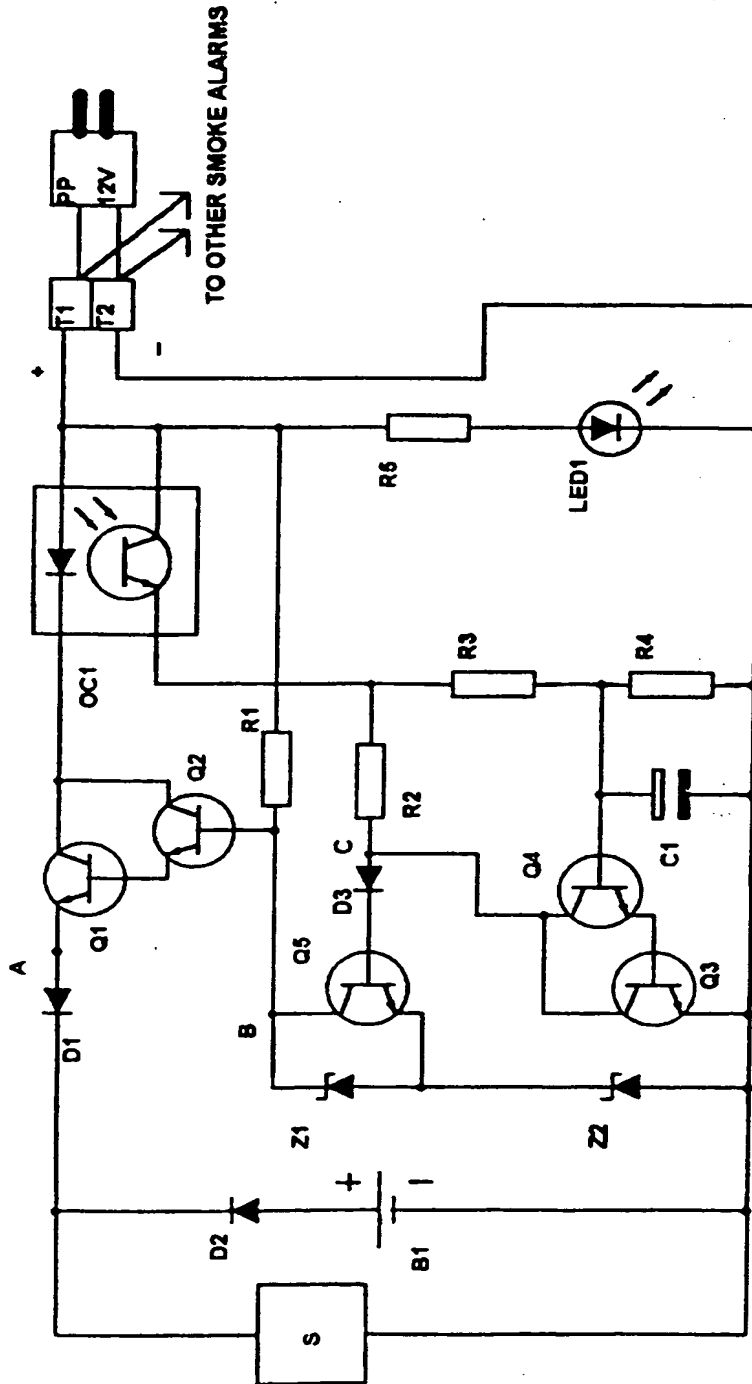 PP
12V
T1
T2
TO OTHER SMOKE ALARMS
+
−
OC1
R5
LED1
R1
R3
R4
Q2
R2
C
D3
Q4
C1
A
Q1
Q5
B
Q3
D1
Z1
Z2
D2
+
−
B1
S